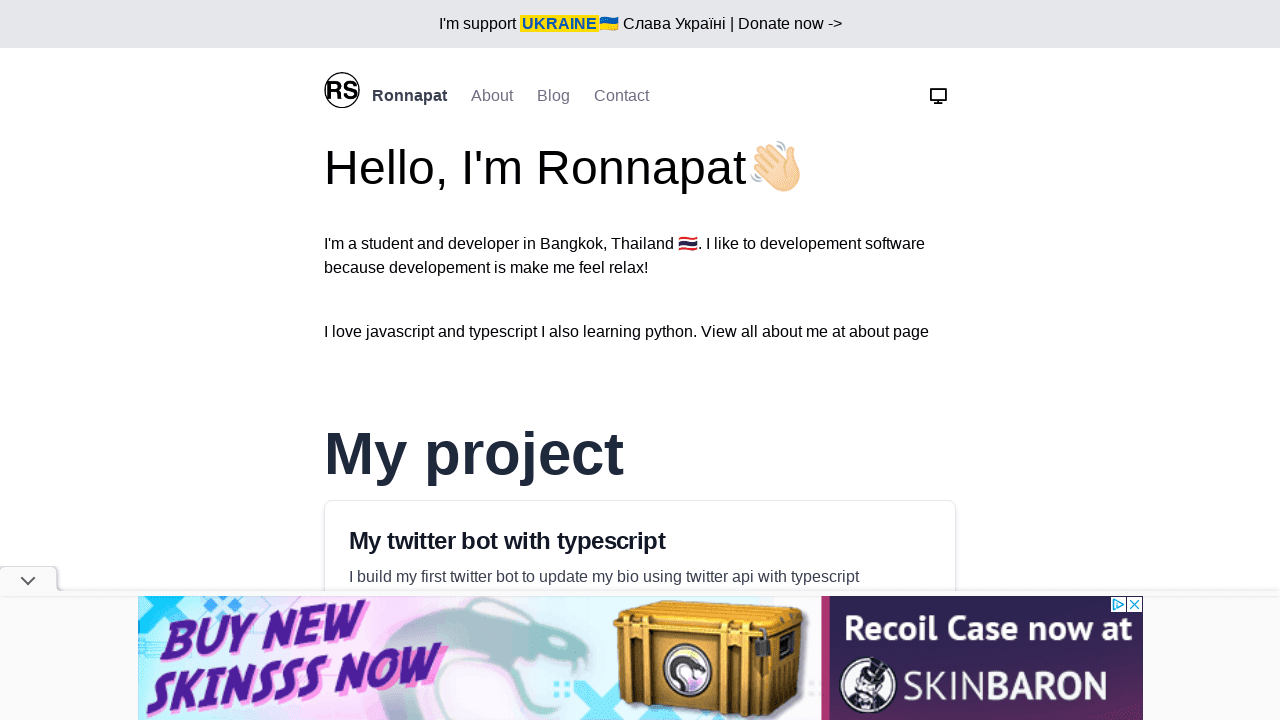 I'm support UKRAINE🇺🇦 Слава Україні | Donate now ->
RS Ronnapat About Blog Contact
Hello, I'm Ronnapat👋🏻
I'm a student and developer in Bangkok, Thailand 🇹🇭. I like to developement software
because developement is make me feel relax!
I love javascript and typescript I also learning python. View all about me at about page
My project
My twitter bot with typescript
I build my first twitter bot to update my bio using twitter api with typescript
BUY NEW
SKINSSS NOW
Recoil Case now at
SKINBARON